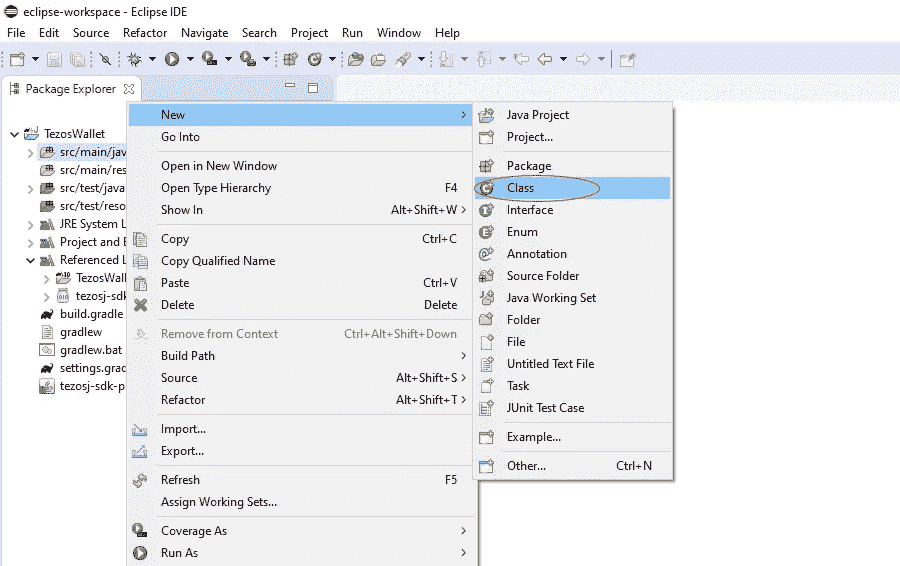 eclipse-workspace - Eclipse IDE
File Edit Source Refactor Navigate Search Project Run Window Help
Package Explorer
TezosWallet
src/main/jav
src/main/res
src/test/java
src/test/reso
JRE System L
Project and E
Referenced L
TezosWall
tezosj-sdk
build.gradle
gradlew
gradlew.bat
settings.grad
tezosj-sdk-p
New
Go Into
Open in New Window
Open Type Hierarchy F4
Show In Alt+Shift+W
Copy Ctrl+C
Copy Qualified Name
Paste Ctrl+V
Delete Delete
Remove from Context Ctrl+Alt+Shift+Down
Build Path
Source Alt+Shift+S
Refactor Alt+Shift+T
Import...
Export...
Refresh F5
Assign Working Sets...
Coverage As
Run As
Java Project
Project...
Package
Class
Interface
Enum
Annotation
Source Folder
Java Working Set
Folder
File
Untitled Text File
Task
JUnit Test Case
Example...
Other... Ctrl+N